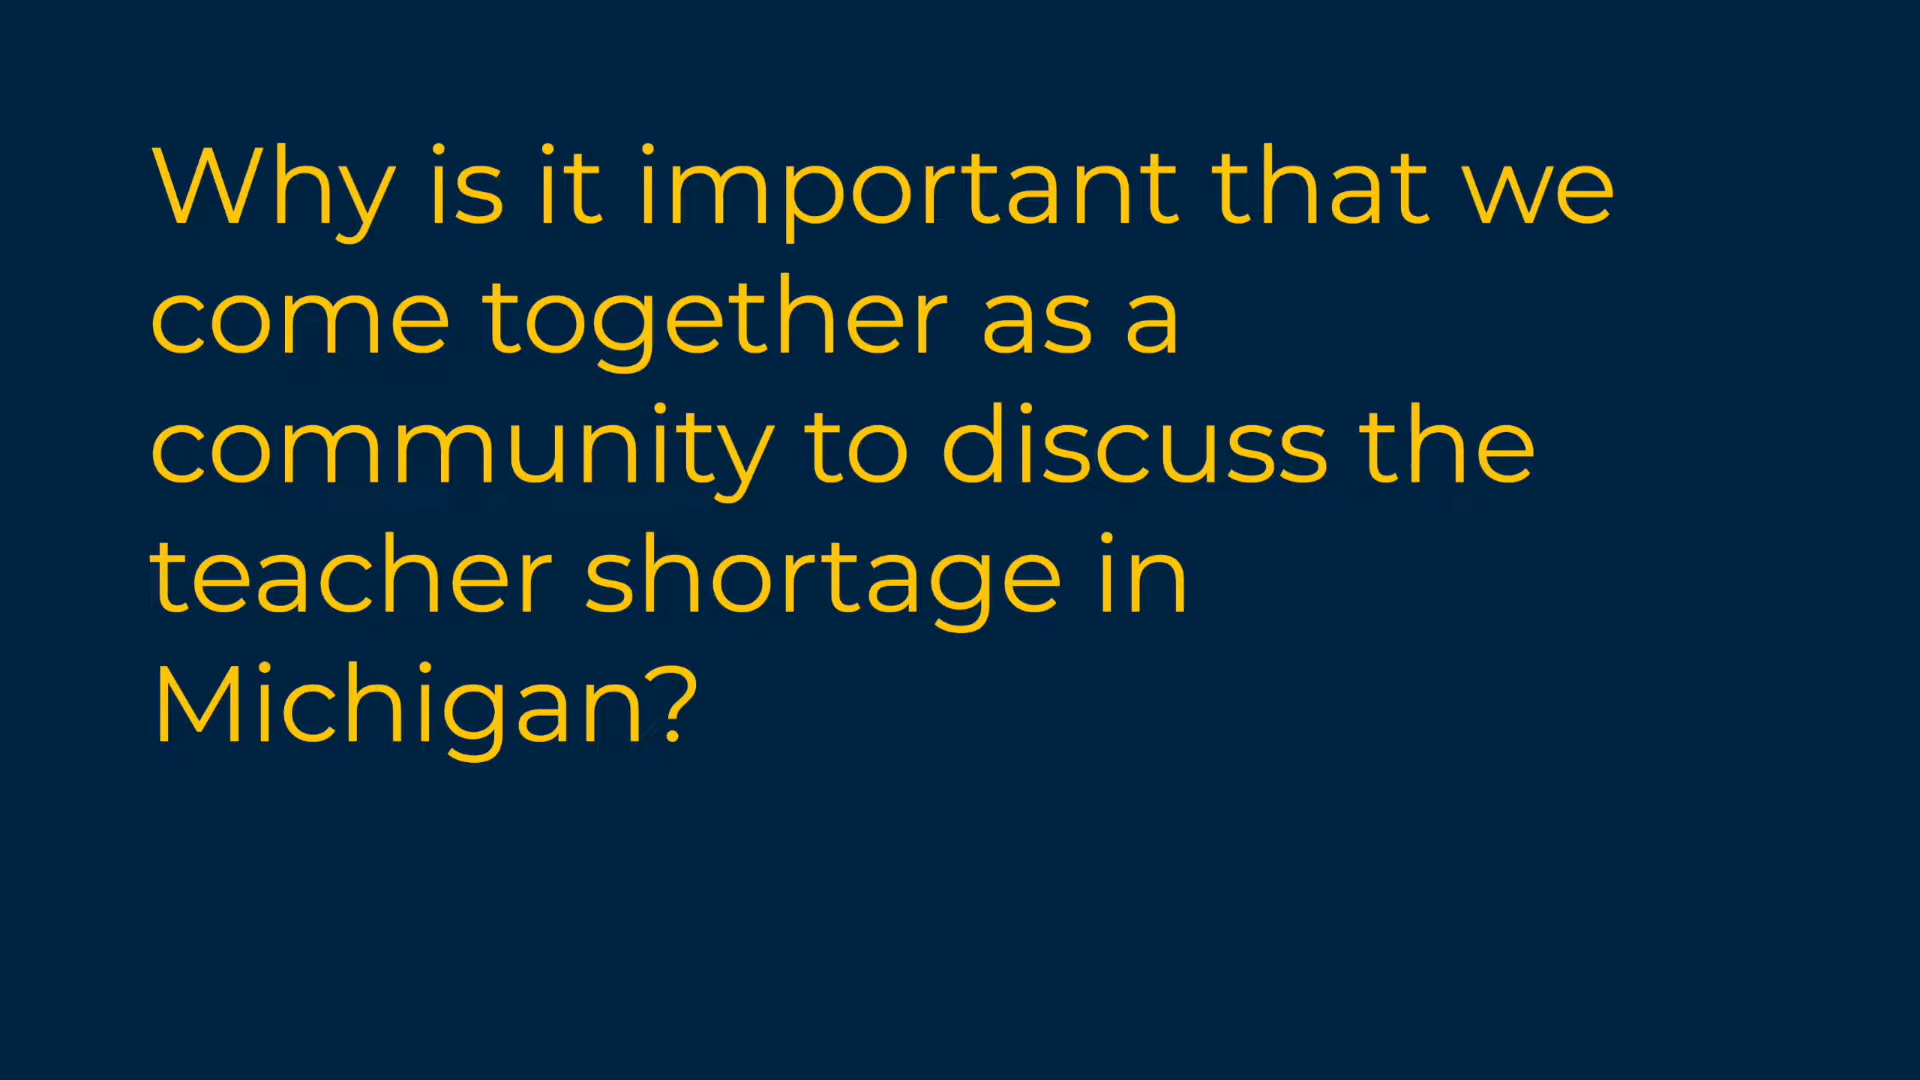 Why is it important that we
come together as a
community to discuss the
teacher shortage in
Michigan?